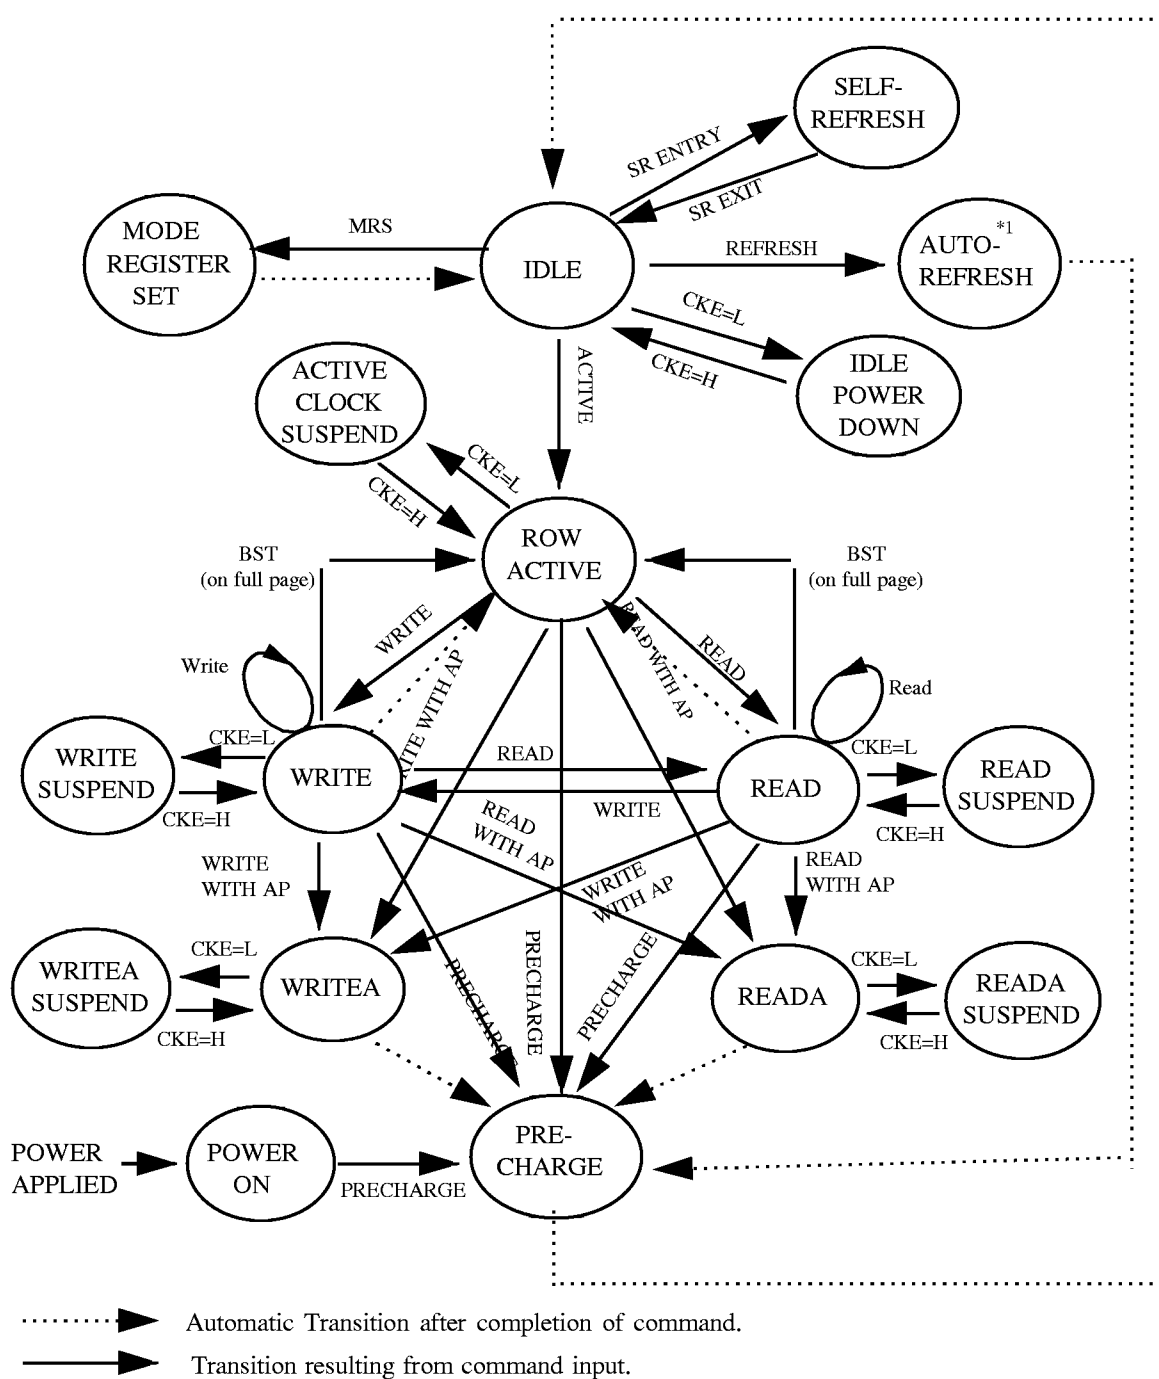 SELF-
REFRESH
SR ENTRY
SR EXIT
MODE
REGISTER
SET
MRS
IDLE
REFRESH
AUTO-
*1
REFRESH
CKE=L
CKE=H
IDLE
POWER
DOWN
ACTIVE
CLOCK
SUSPEND
ACTIVE
CKE=L
CKE=H
ROW
ACTIVE
BST
(on full page)
BST
(on full page)
WRITE
READ WITH AP
READ
Write
Read
WITH AP
CKE=L
WRITE
SUSPEND
CKE=H
WRITE
READ
WRITE
READ
CKE=L
READ
SUSPEND
CKE=H
READ
WITH AP
WRITE
WITH AP
WRITE
WITH AP
READ
WITH AP
CKE=L
WRITEA
SUSPEND
CKE=H
WRITEA
PRECHARGE
PRECHARGE
PRECHARGE
READA
CKE=L
READA
SUSPEND
CKE=H
POWER
APPLIED
POWER
ON
PRECHARGE
PRE-
CHARGE
Automatic Transition after completion of command.
Transition resulting from command input.